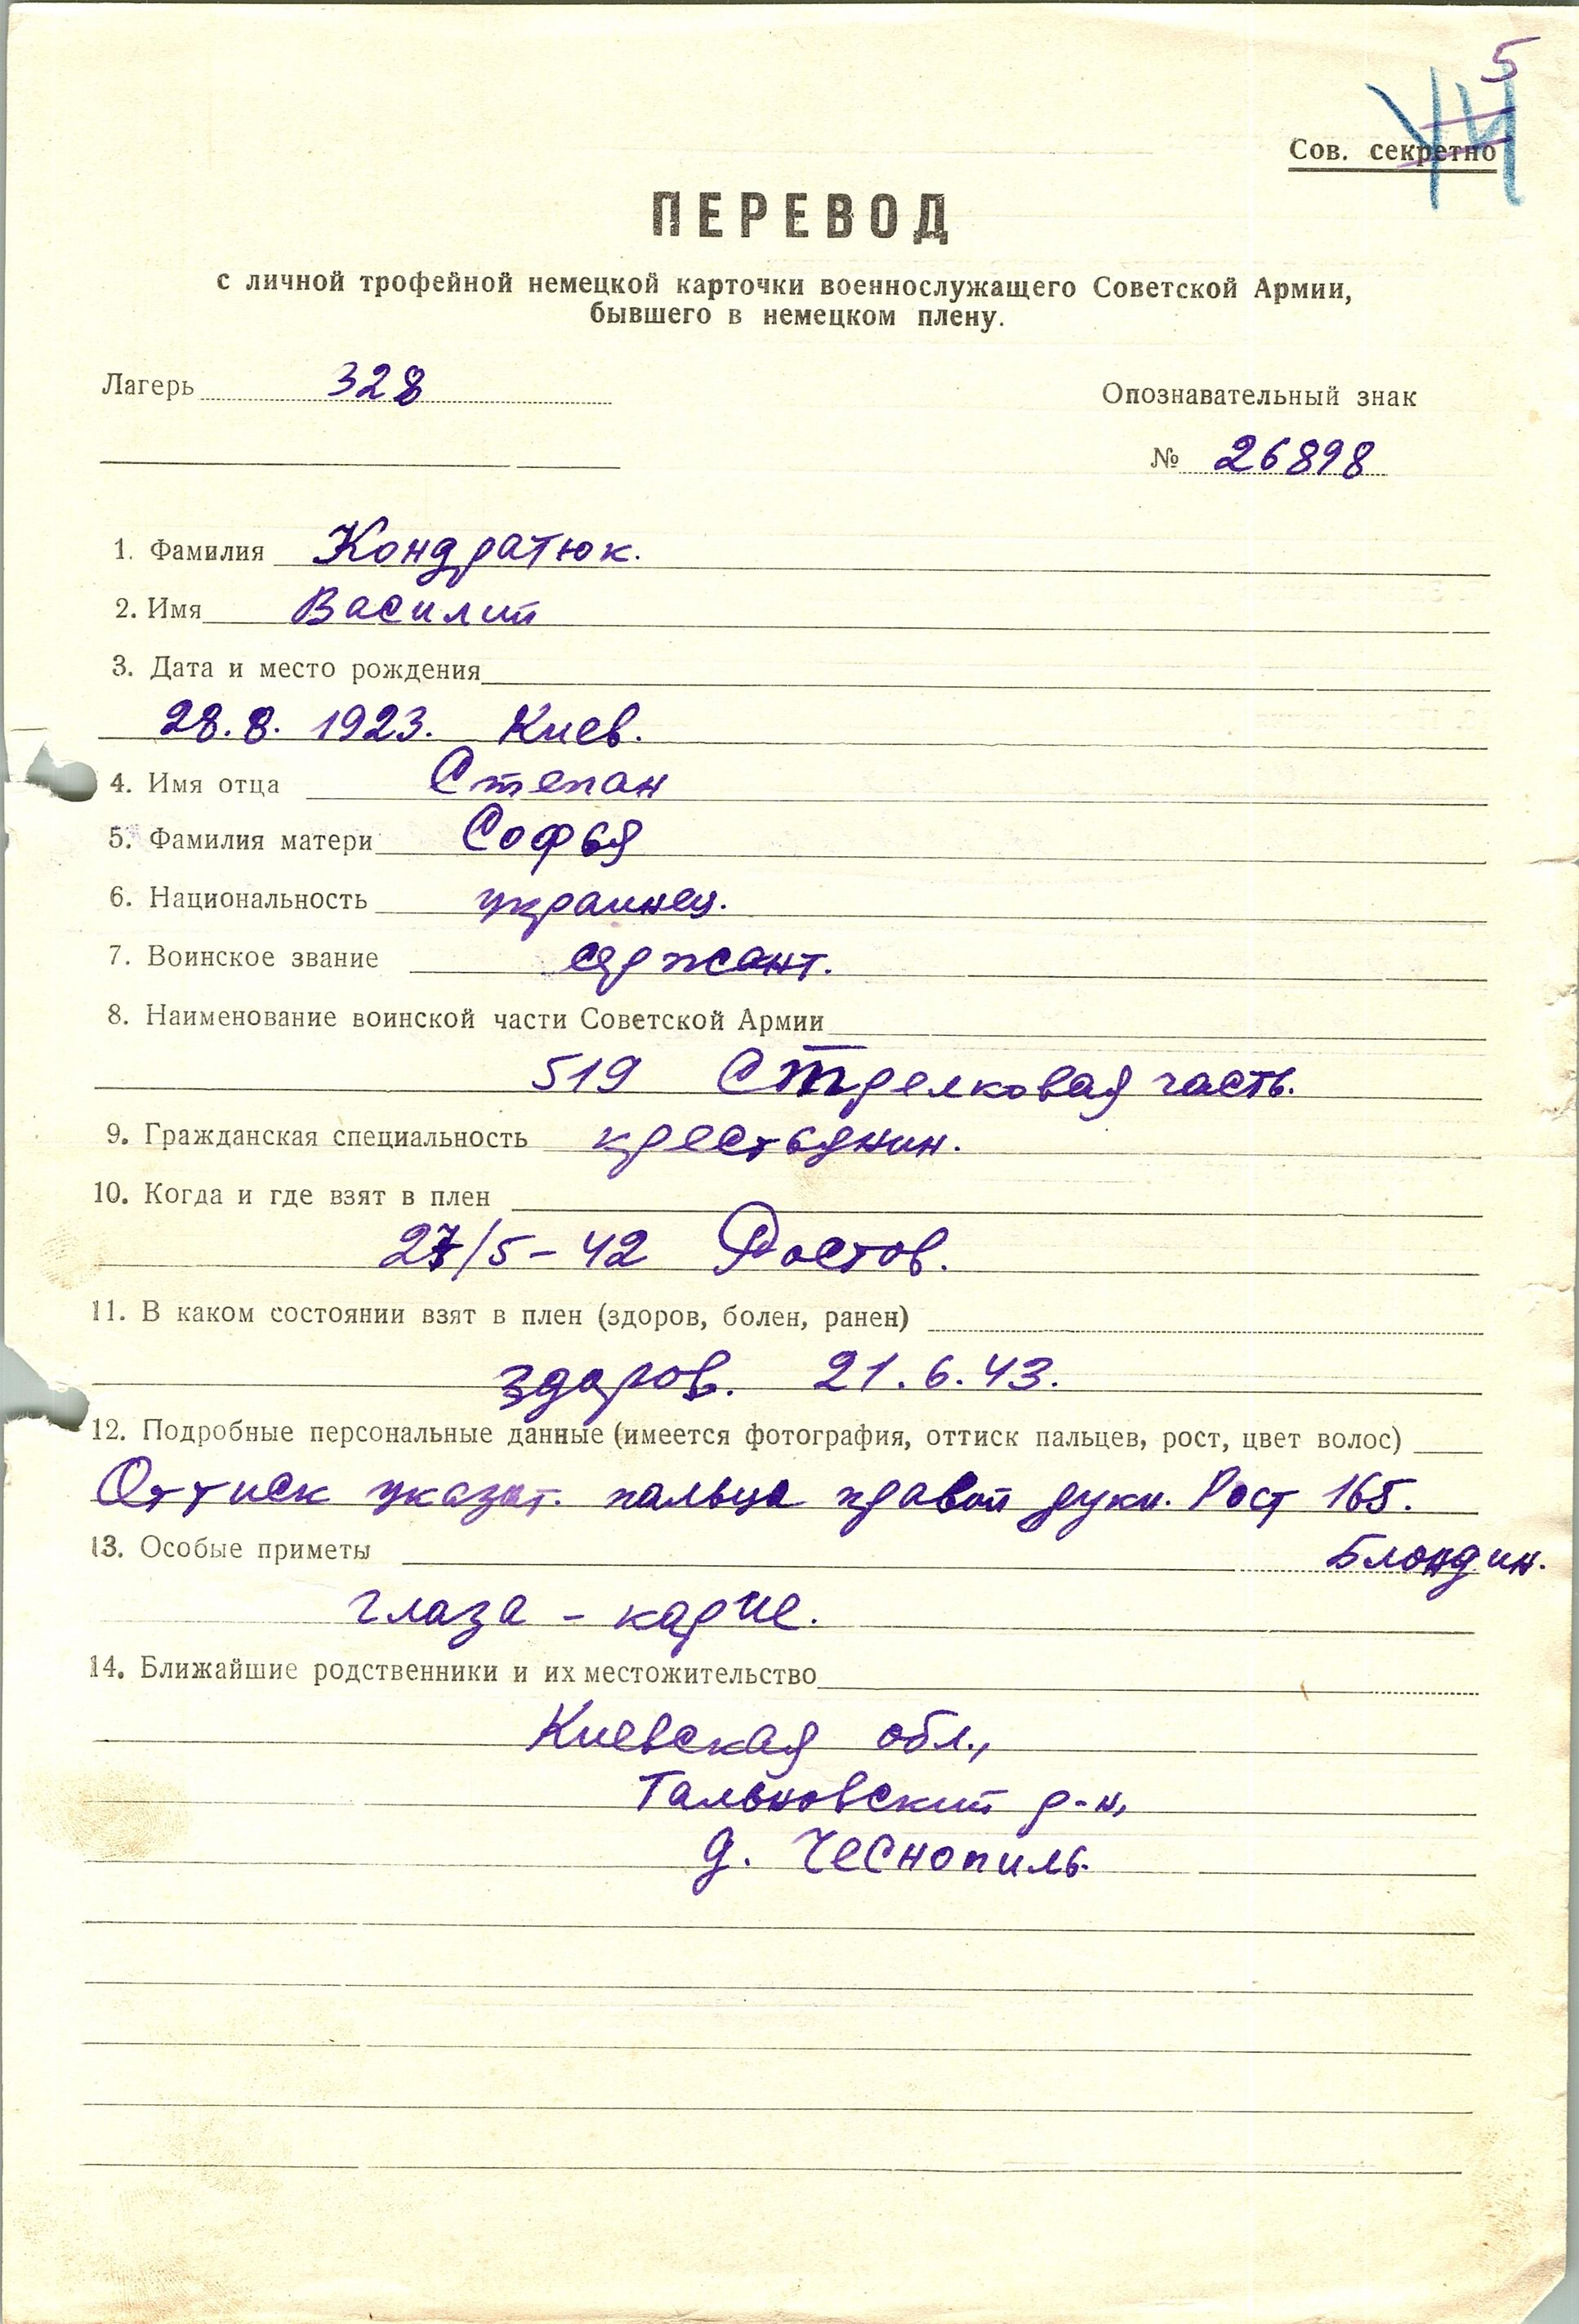 5
Сов. секретно
ПЕРЕВОД
с личной трофейной немецкой карточки военнослужащего Советской Армии,
бывшего в немецком плену.
Лагерь 328
Опознавательный знак
№ 26898
1. Фамилия Кондратюк.
2. Имя Василий
3. Дата и место рождения
28.8. 1923. Киев.
4. Имя отца Степан
5. Фамилия матери Софья
6. Национальность украинец.
7. Воинское звание сержант.
8. Наименование воинской части Советской Армии
519 Стрелковая часть.
9. Гражданская специальность крестьянин.
10. Когда и где взят в плен
27/5-42 Ростов.
11. В каком состоянии взят в плен (здоров, болен, ранен)
здоров. 21.6.43.
12. Подробные персональные данные (имеется фотография, оттиск пальцев, рост, цвет волос)
Оттиск указат. пальца правой руки. Рост 165.
Блондин.
13. Особые приметы
глаза - карие.
14. Ближайшие родственники и их местожительство
Киевская обл.,
Тальновский р-н,
д. Чеснопиль.